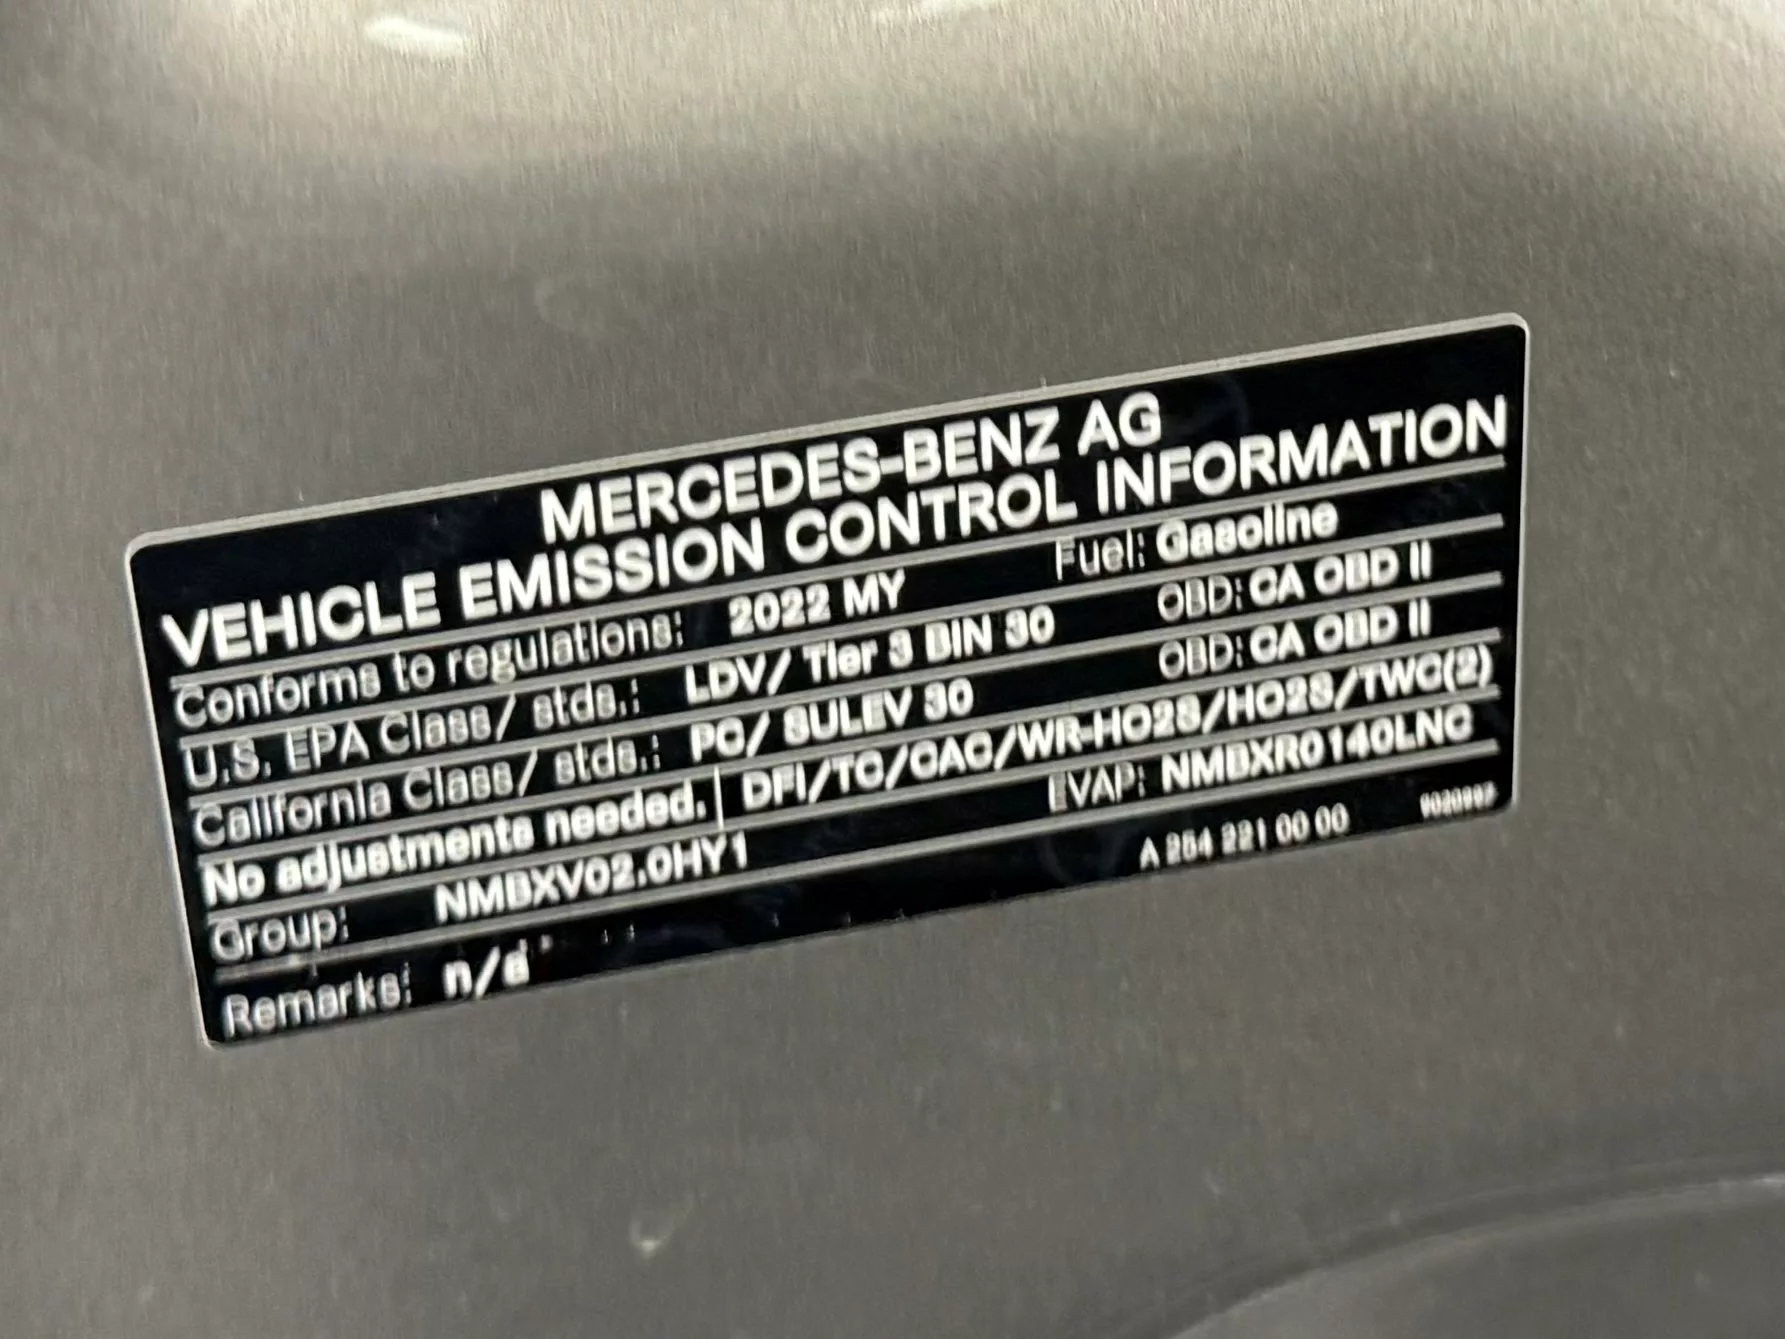 MERCEDES-BENZ AG
VEHICLE EMISSION CONTROL INFORMATION
Conforms to regulations: 2022 MY Fuel: Gasoline
U.S. EPA Class/ stds.: LDV/ Tier 3 BIN 30 OBD: CA OBD II
California Class/ stds.: PC/ SULEV 30 OBD: CA OBD II
No adjustments needed. DFI/TC/CAC/WR-HO2S/HO2S/TWC(2)
Group: NMBXV02.0HY1 EVAP: NMBXR0140LNC
Remarks: A 254 221 00 00